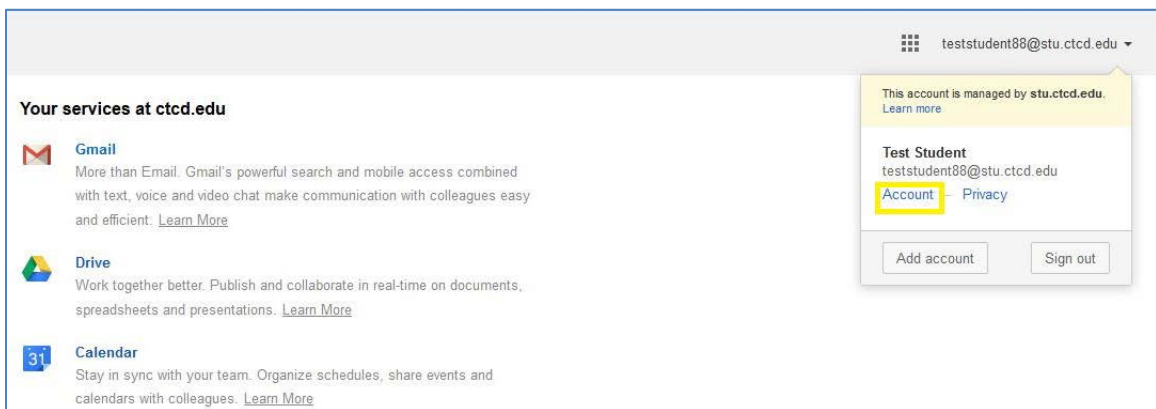 teststudent88@stu.ctcd.edu
This account is managed by stu.ctcd.edu.
Learn more
Test Student
teststudent88@stu.ctcd.edu
Account – Privacy
Add account Sign out
Your services at ctcd.edu
Gmail
More than Email. Gmail's powerful search and mobile access combined
with text, voice and video chat make communication with colleagues easy
and efficient. Learn More
Drive
Work together better. Publish and collaborate in real-time on documents,
spreadsheets and presentations. Learn More
31
Calendar
Stay in sync with your team. Organize schedules, share events and
calendars with colleagues. Learn More